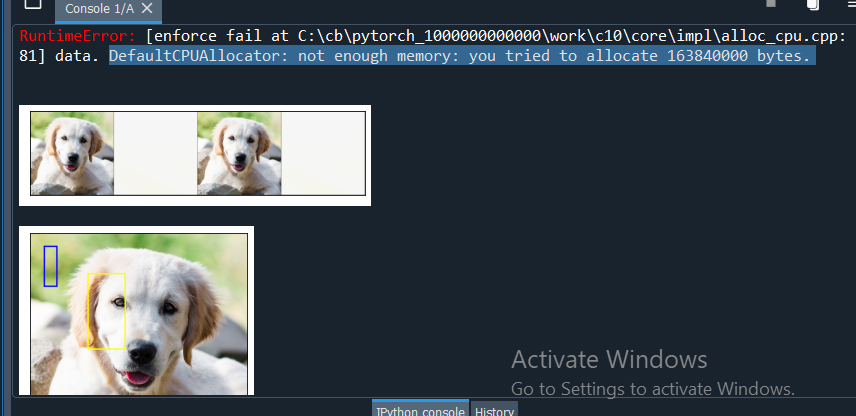 Console 1/A
RuntimeError: [enforce fail at C:\cb\pytorch_1000000000000\work\c10\core\impl\alloc_cpu.cpp:
81] data. DefaultCPUAllocator: not enough memory: you tried to allocate 163840000 bytes.
Activate Windows
Go to Settings to activate Windows.
IPython console
History